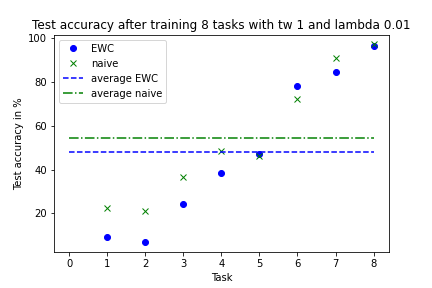 Test accuracy after training 8 tasks with tw 1 and lambda 0.01
100
80
60
40
20
Test accuracy in %
EWC
naive
average EWC
average naive
0 1 2 3 4 5 6 7 8
Task